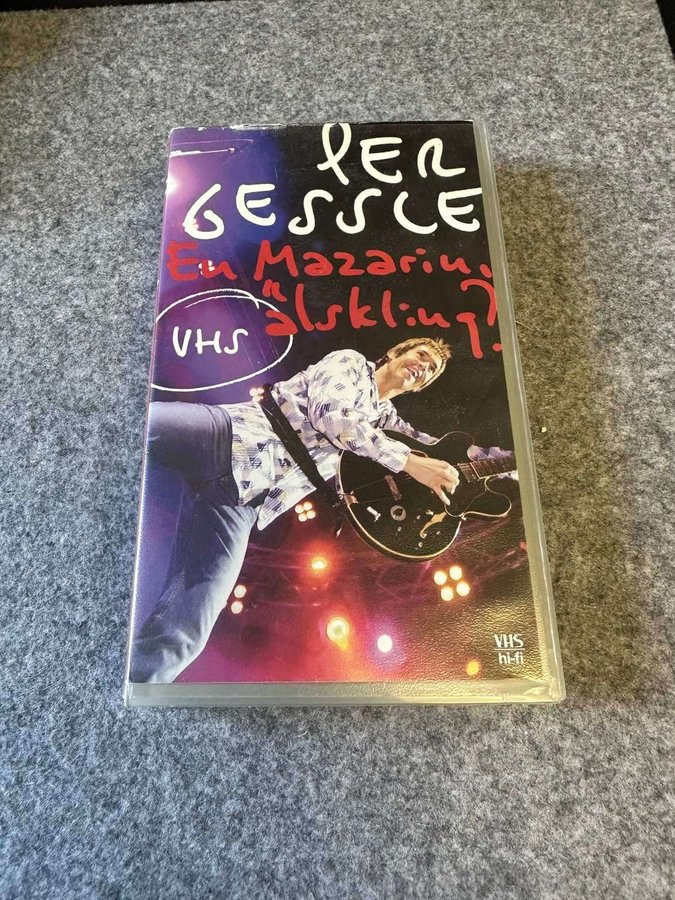 PER
GESSLE
En Mazarin,
älskling?
VHS
VHS
hi-fi